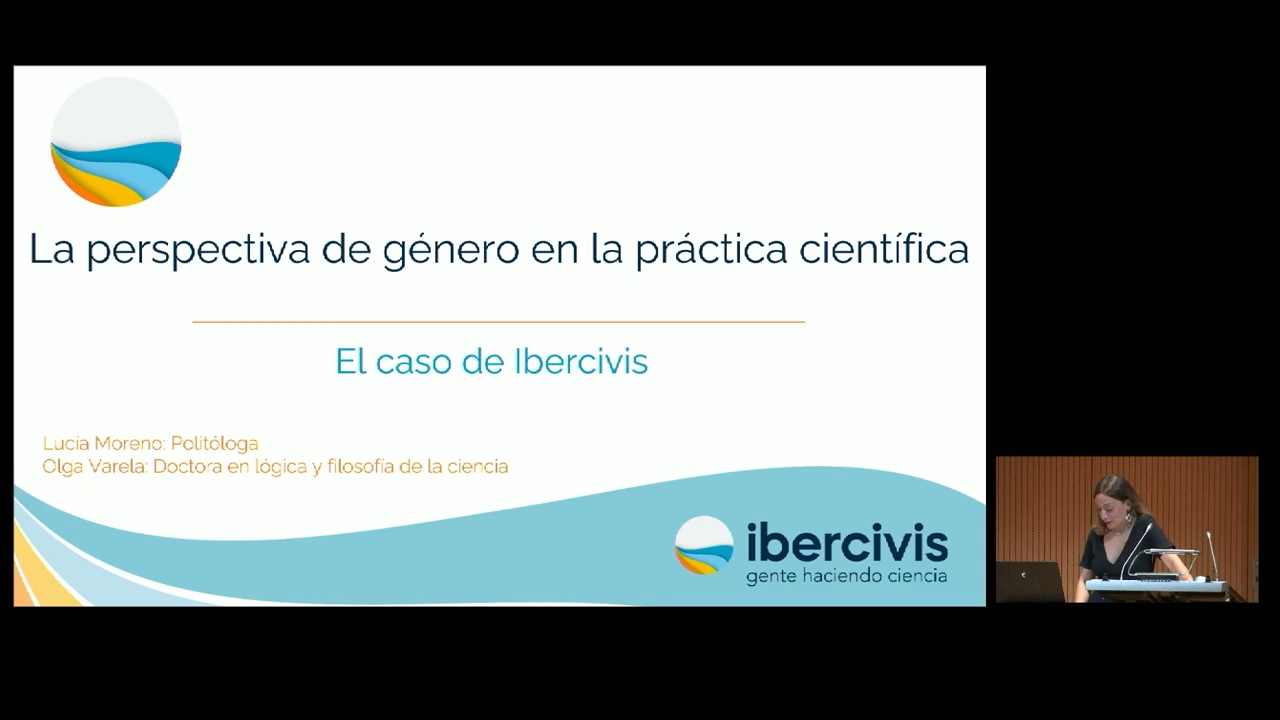 La perspectiva de género en la práctica científica
El caso de Ibercivis
Lucía Moreno: Politóloga
Olga Varela: Doctora en lógica y filosofía de la ciencia
ibercivis
gente haciendo ciencia